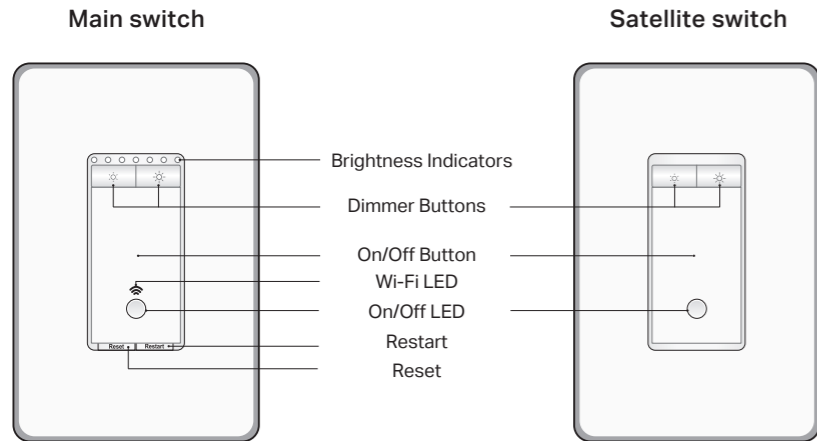 Main switch
Satellite switch
Brightness Indicators
Dimmer Buttons
On/Off Button
Wi-Fi LED
On/Off LED
Restart
Reset
Reset
Restart